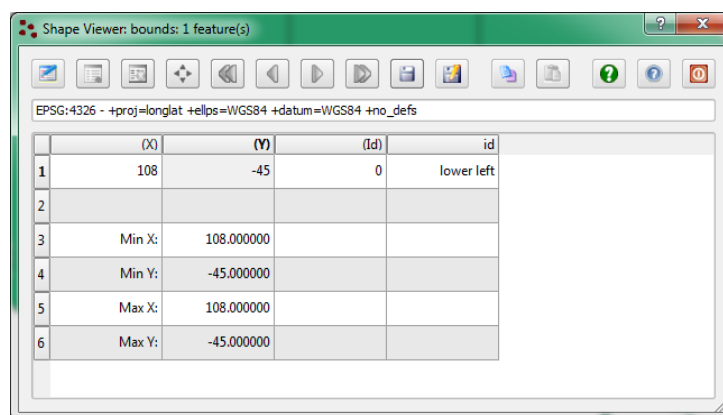 Shape Viewer: bounds: 1 feature(s)
EPSG:4326 - +proj=longlat +ellps=WGS84 +datum=WGS84 +no_defs
(X) (Y) (Id) id
1 108 -45 0 lower left
2
3 Min X: 108.000000
4 Min Y: -45.000000
5 Max X: 108.000000
6 Max Y: -45.000000